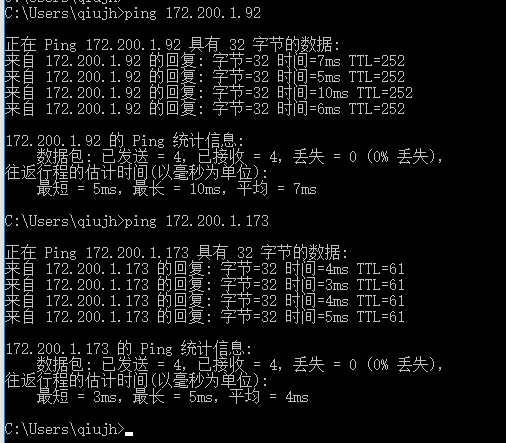 C:\Users\qiujh>ping 172.200.1.92
正在 Ping 172.200.1.92 具有 32 字节的数据:
来自 172.200.1.92 的回复: 字节=32 时间=7ms TTL=252
来自 172.200.1.92 的回复: 字节=32 时间=5ms TTL=252
来自 172.200.1.92 的回复: 字节=32 时间=10ms TTL=252
来自 172.200.1.92 的回复: 字节=32 时间=6ms TTL=252
172.200.1.92 的 Ping 统计信息:
数据包: 已发送 = 4, 已接收 = 4, 丢失 = 0 (0% 丢失),
往返行程的估计时间(以毫秒为单位):
最短 = 5ms, 最长 = 10ms, 平均 = 7ms
C:\Users\qiujh>ping 172.200.1.173
正在 Ping 172.200.1.173 具有 32 字节的数据:
来自 172.200.1.173 的回复: 字节=32 时间=4ms TTL=61
来自 172.200.1.173 的回复: 字节=32 时间=3ms TTL=61
来自 172.200.1.173 的回复: 字节=32 时间=4ms TTL=61
来自 172.200.1.173 的回复: 字节=32 时间=5ms TTL=61
172.200.1.173 的 Ping 统计信息:
数据包: 已发送 = 4, 已接收 = 4, 丢失 = 0 (0% 丢失),
往返行程的估计时间(以毫秒为单位):
最短 = 3ms, 最长 = 5ms, 平均 = 4ms
C:\Users\qiujh>